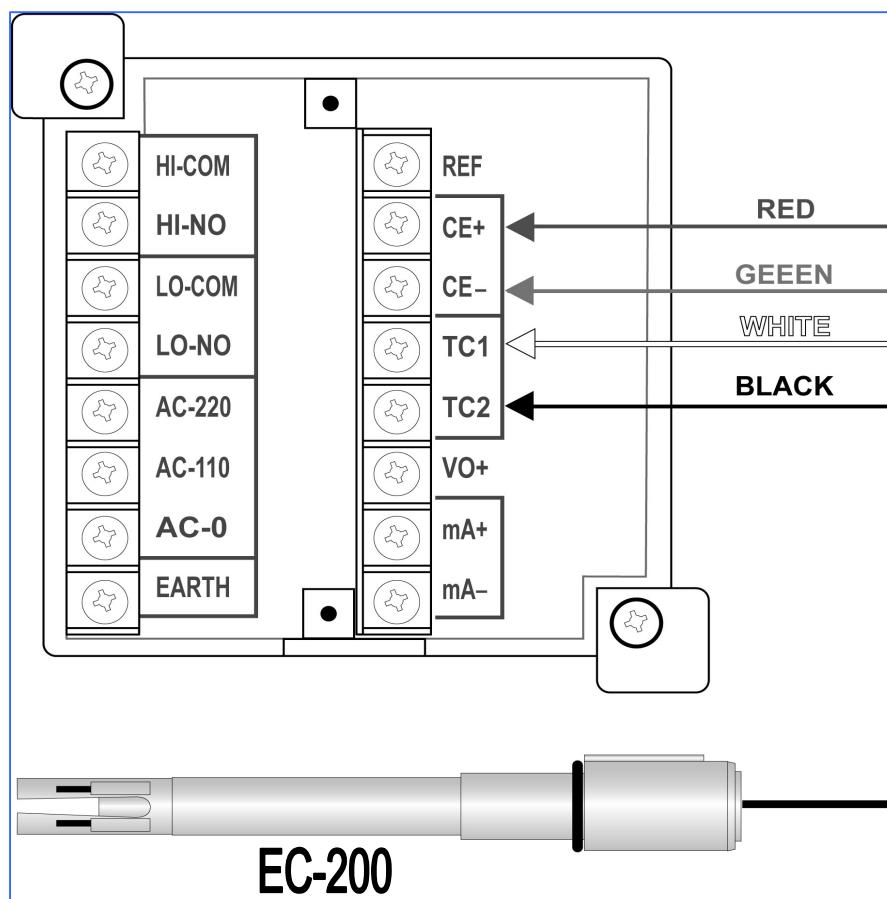 HI-COM
HI-NO
LO-COM
LO-NO
AC-220
AC-110
AC-0
EARTH
REF
CE+
CE–
TC1
TC2
VO+
mA+
mA–
RED
GEEEN
WHITE
BLACK
EC-200